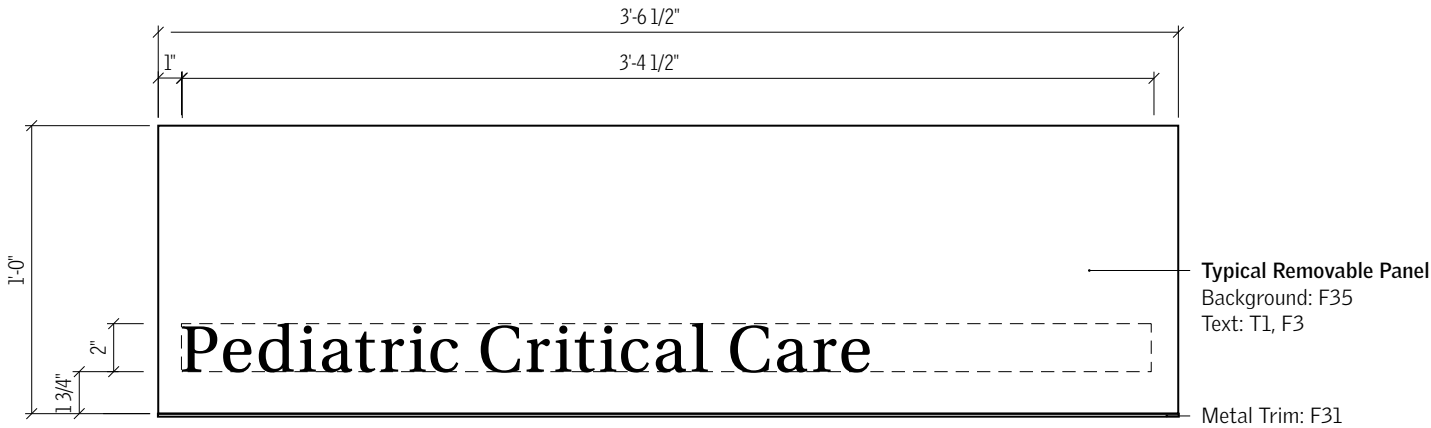 3'-6 1/2"
1"
3'-4 1/2"
1'-0"
2"
1 3/4"
Pediatric Critical Care
Typical Removable Panel
Background: F35
Text: T1, F3
Metal Trim: F31